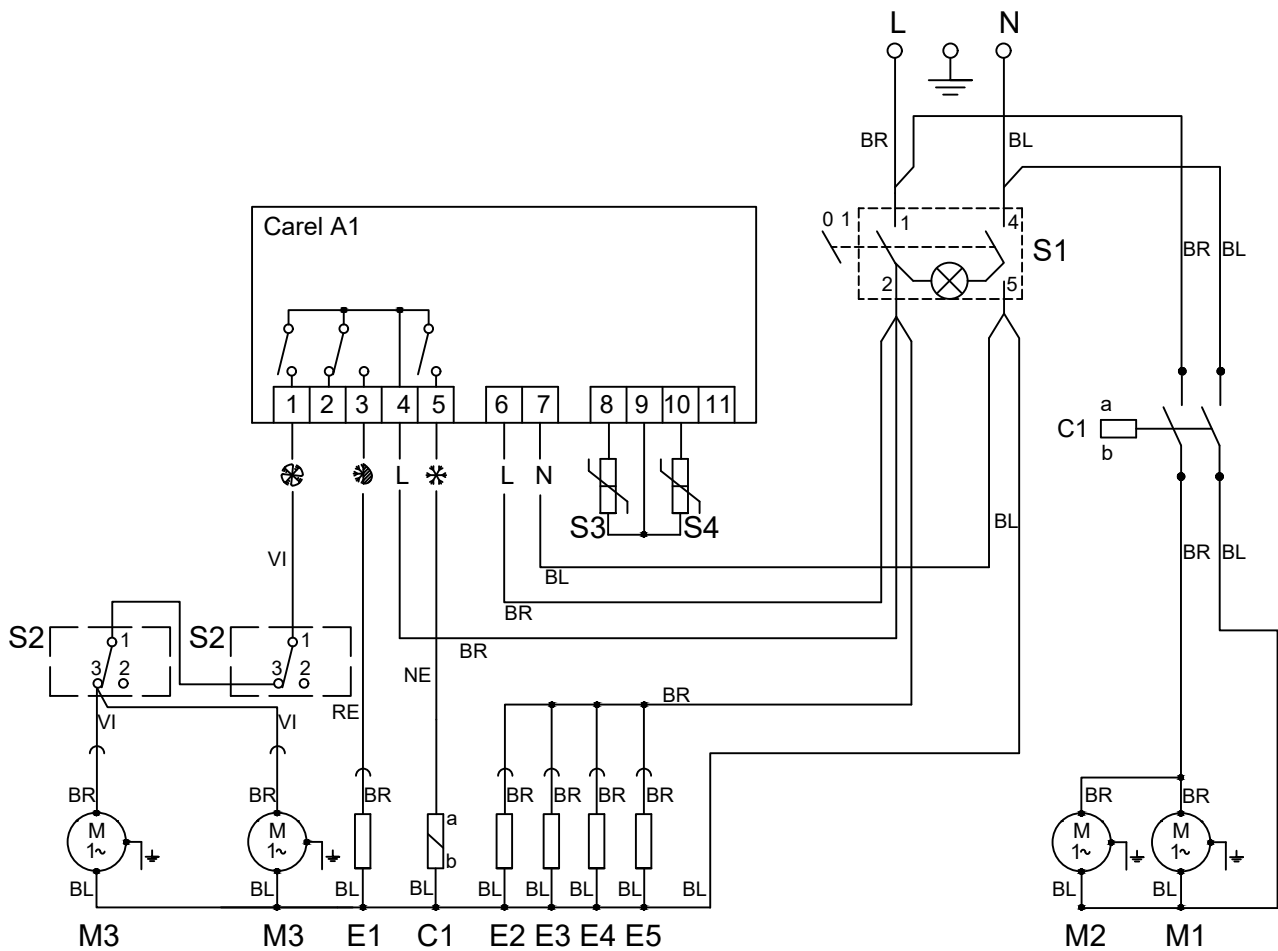 L N
BR BL
Carel A1
0 1 1 4 S1
BR BL
2 5
1 2 3 4 5 6 7 8 9 10 11
a
C1
b
L L N
S3 S4 BL
VI BR BL
BL
BR
S2 1 S2 1
BR
3 2 3 2
NE
BR
VI VI RE
BR BR BR BR BR BR BR BR BR
M M a M M
1~ 1~ b 1~ 1~
BL BL BL BL BL BL BL BL BL BL BL
M3 M3 E1 C1 E2 E3 E4 E5 M2 M1